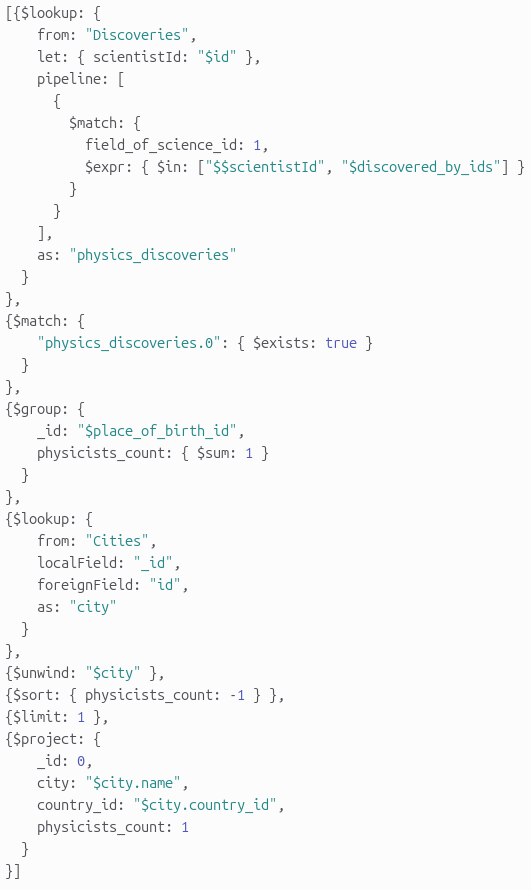 [{$lookup: {
    from: "Discoveries",
    let: { scientistId: "$id" },
    pipeline: [
      {
        $match: {
          field_of_science_id: 1,
          $expr: { $in: ["$$scientistId", "$discovered_by_ids"] }
        }
      }
    ],
    as: "physics_discoveries"
  }
},
{$match: {
    "physics_discoveries.0": { $exists: true }
  }
},
{$group: {
    _id: "$place_of_birth_id",
    physicists_count: { $sum: 1 }
  }
},
{$lookup: {
    from: "Cities",
    localField: "_id",
    foreignField: "id",
    as: "city"
  }
},
{$unwind: "$city" },
{$sort: { physicists_count: -1 } },
{$limit: 1 },
{$project: {
    _id: 0,
    city: "$city.name",
    country_id: "$city.country_id",
    physicists_count: 1
  }
}]